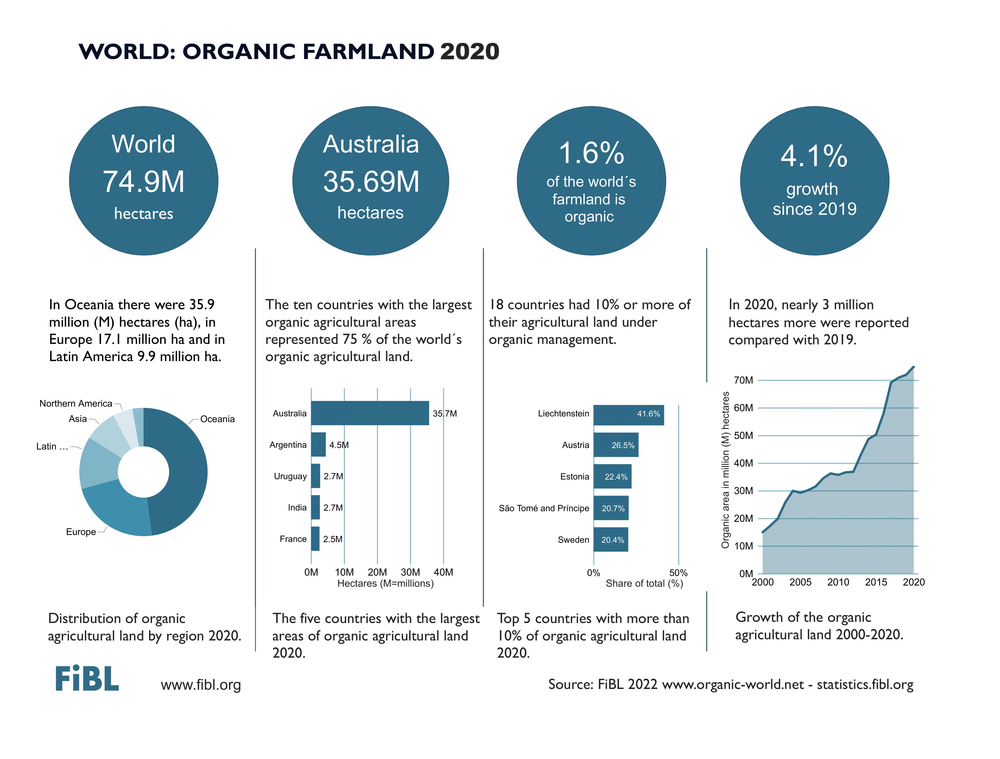 WORLD: ORGANIC FARMLAND 2020
World
74.9M
hectares
Australia
35.69M
hectares
1.6%
of the world´s
farmland is
organic
4.1%
growth
since 2019
In Oceania there were 35.9
million (M) hectares (ha), in
Europe 17.1 million ha and in
Latin America 9.9 million ha.
The ten countries with the largest
organic agricultural areas
represented 75 % of the world´s
organic agricultural land.
18 countries had 10% or more of
their agricultural land under
organic management.
In 2020, nearly 3 million
hectares more were reported
compared with 2019.
Northern America
Asia
Latin …
Europe
Oceania
Australia
35.7M
Argentina
4.5M
Uruguay
2.7M
India
2.7M
France
2.5M
0M 10M 20M 30M 40M
Hectares (M=millions)
Liechtenstein
41.6%
Austria
26.5%
Estonia
22.4%
São Tomé and Príncipe
20.7%
Sweden
20.4%
0% 50%
Share of total (%)
Organic area in million (M) hectares
70M
60M
50M
40M
30M
20M
10M
0M
2000 2005 2010 2015 2020
Distribution of organic
agricultural land by region 2020.
The five countries with the largest
areas of organic agricultural land
2020.
Top 5 countries with more than
10% of organic agricultural land
2020.
Growth of the organic
agricultural land 2000-2020.
FiBL
www.fibl.org
Source: FiBL 2022 www.organic-world.net - statistics.fibl.org